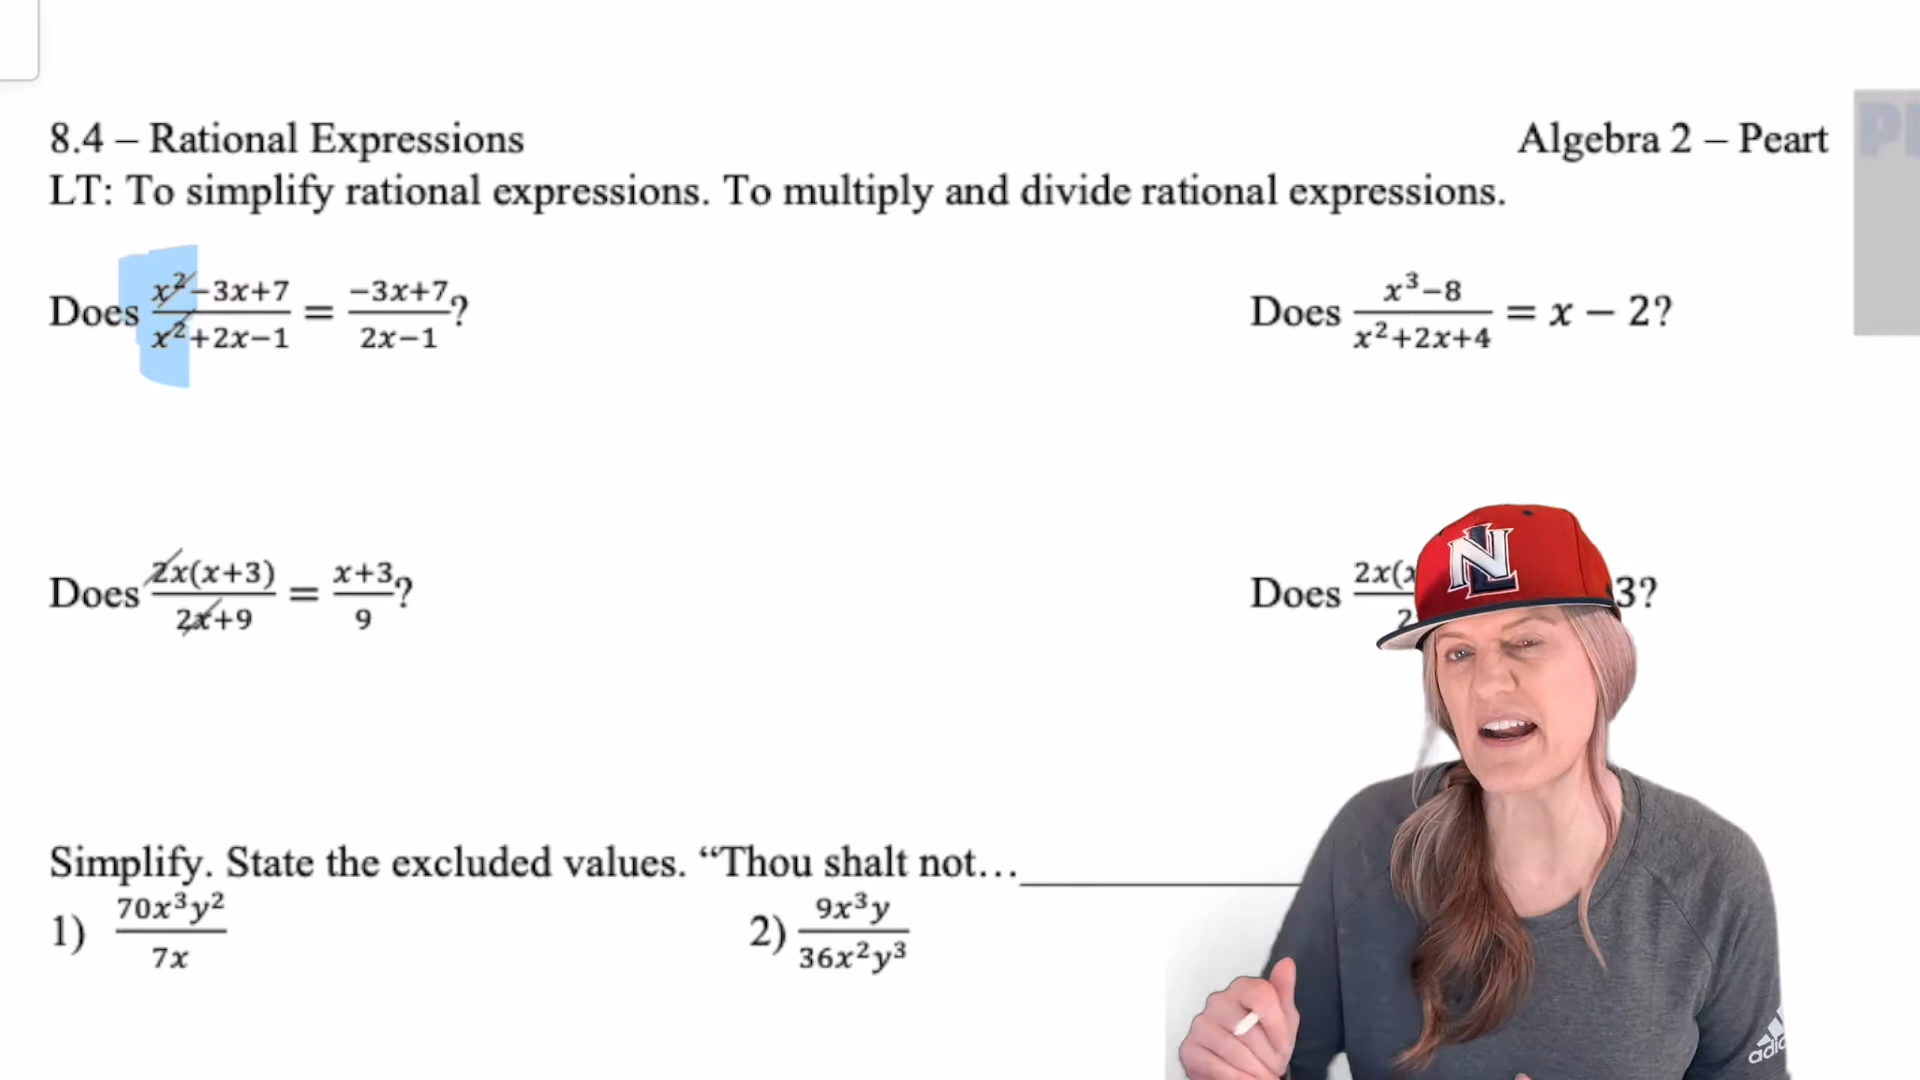 8.4 – Rational Expressions Algebra 2 – Peart
LT: To simplify rational expressions. To multiply and divide rational expressions.
Does (x²−3x+7)/(x²+2x−1) = (−3x+7)/(2x−1)? Does (x³−8)/(x²+2x+4) = x − 2?
Does 2x(x+3)/(2x+9) = (x+3)/9? Does 2x( 2 3?
Simplify. State the excluded values. “Thou shalt not…
1) 70x³y²/7x 2) 9x³y/36x²y³
NL